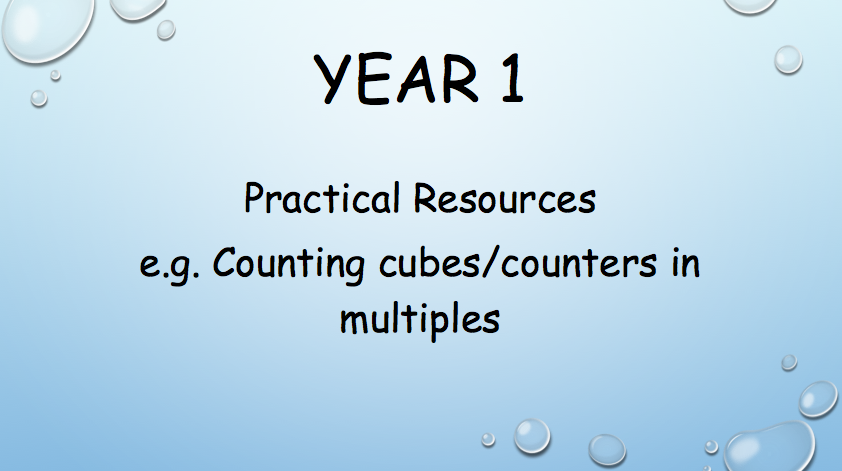 YEAR 1
Practical Resources
e.g. Counting cubes/counters in
multiples